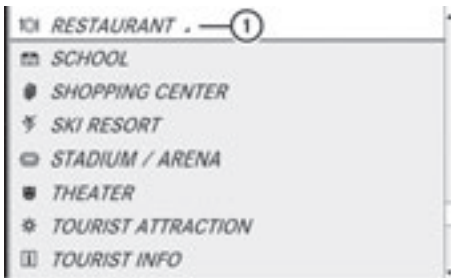 RESTAURANT . 1
SCHOOL
SHOPPING CENTER
SKI RESORT
STADIUM / ARENA
THEATER
TOURIST ATTRACTION
TOURIST INFO